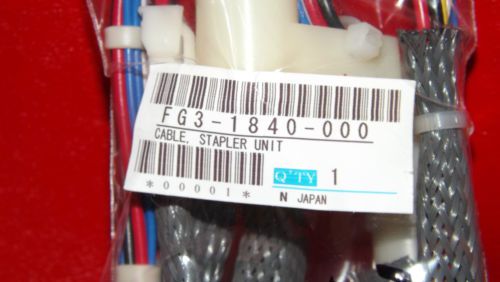 FG3-1840-000
CABLE, STAPLER UNIT
Q'TY 1
*00001*
N JAPAN